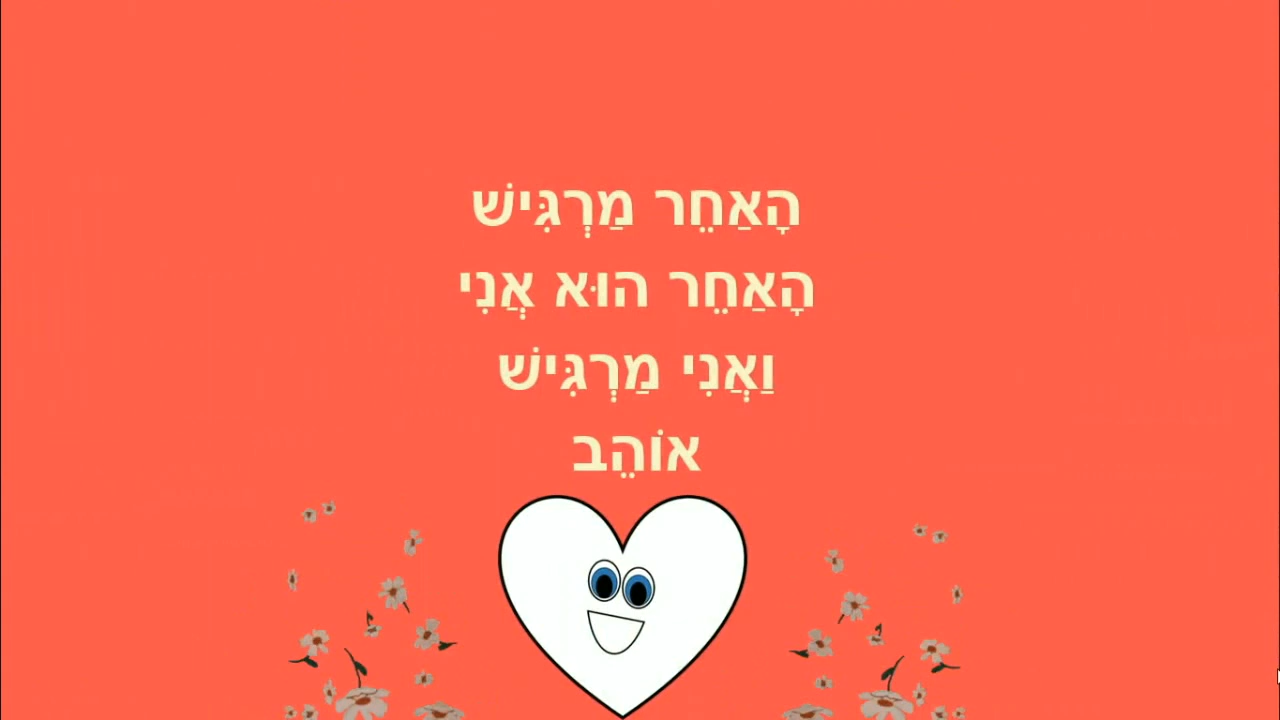 הָאַחֵר מַרְגִּישׁ
הָאַחֵר הוּא אֲנִי
וַאֲנִי מַרְגִּישׁ
אוֹהֵב